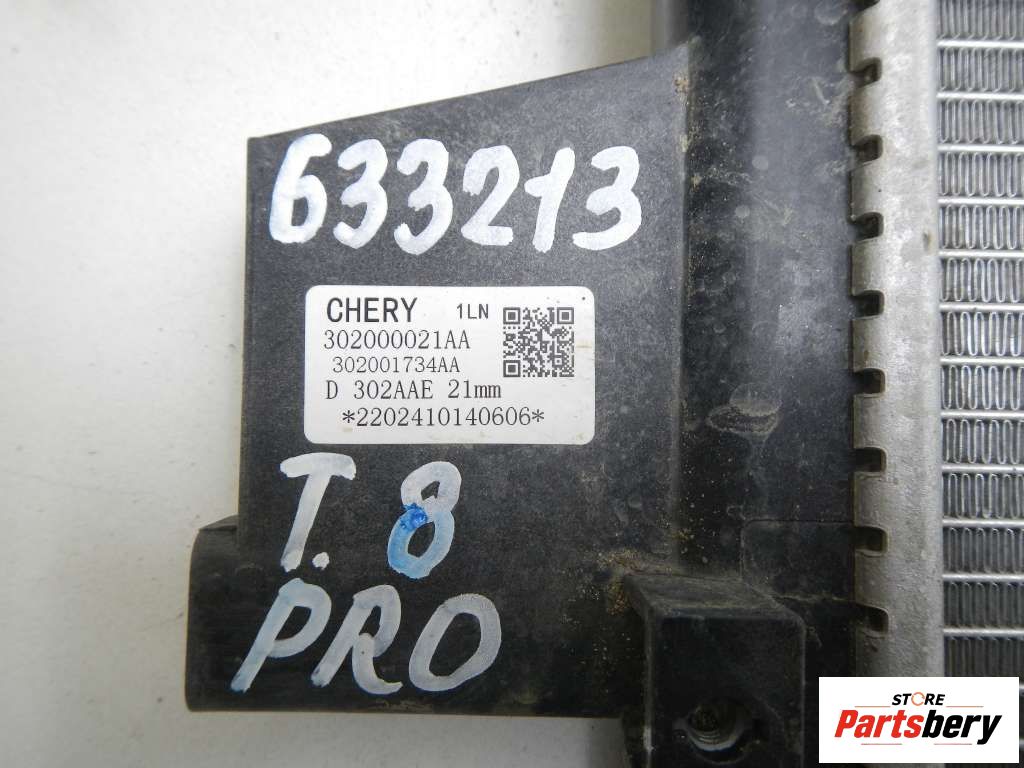 633213
CHERY 1LN
302000021AA
302001734AA
D 302AAE 21mm
*2202410140606*
T. 8
PRO
STORE
Partsbery